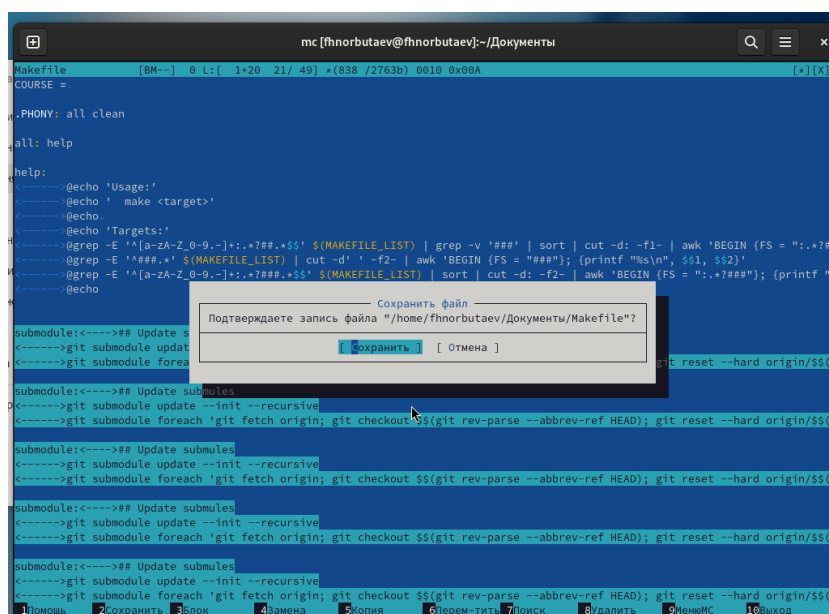 mc [fhnorbutaev@fhnorbutaev]:~/Документы
Makefile [BM--] 0 L:[ 1+20 21/ 49] *(838 /2763b) 0010 0x00A [*][X]
COURSE =.
.PHONY: all clean
all: help
help:
<------>@echo 'Usage:'
<------>@echo ' make <target>'
<------>@echo.
<------>@echo 'Targets:'
<------>@grep -E '^[a-zA-Z_0-9.-]+:.*?##.*$$' $(MAKEFILE_LIST) | grep -v '###' | sort | cut -d: -f1- | awk 'BEGIN {FS = ":.*?#
<------>@grep -E '^###.*' $(MAKEFILE_LIST) | cut -d' ' -f2- | awk 'BEGIN {FS = "###"}; {printf "%s\n", $$1, $$2}'
<------>@grep -E '^[a-zA-Z_0-9.-]+:.*?###.*$$' $(MAKEFILE_LIST) | sort | cut -d: -f2- | awk 'BEGIN {FS = ":.*?###"}; {printf "
<------>@echo
Сохранить файл
Подтверждаете запись файла "/home/fhnorbutaev/Документы/Makefile"?
[ Сохранить ] [ Отмена ]
submodule:<---->## Update s
<------>git submodule updat
<------>git submodule forea git reset --hard origin/$$(
submodule:<---->## Update submules
<------>git submodule update --init --recursive
<------>git submodule foreach 'git fetch origin; git checkout $$(git rev-parse --abbrev-ref HEAD); git reset --hard origin/$$(
submodule:<---->## Update submules
<------>git submodule update --init --recursive
<------>git submodule foreach 'git fetch origin; git checkout $$(git rev-parse --abbrev-ref HEAD); git reset --hard origin/$$(
submodule:<---->## Update submules
<------>git submodule update --init --recursive
<------>git submodule foreach 'git fetch origin; git checkout $$(git rev-parse --abbrev-ref HEAD); git reset --hard origin/$$(
submodule:<---->## Update submules
<------>git submodule update --init --recursive
<------>git submodule foreach 'git fetch origin; git checkout $$(git rev-parse --abbrev-ref HEAD); git reset --hard origin/$$(
1Помощь 2Сохранить 3Блок 4Замена 5Копия 6Перем~тить 7Поиск 8Удалить 9МенюMC 10Выход